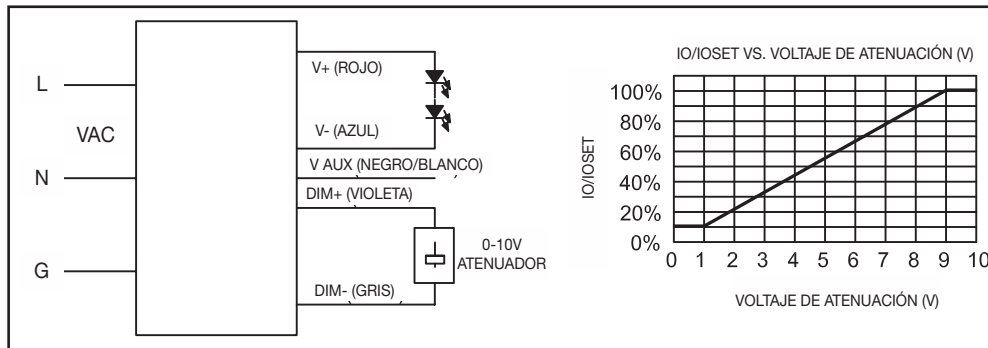 L
VAC
N
G
V+ (ROJO)
V- (AZUL)
V AUX (NEGRO/BLANCO)
DIM+ (VIOLETA)
0-10V
ATENUADOR
DIM- (GRIS)
IO/IOSET VS. VOLTAJE DE ATENUACIÓN (V)
IO/IOSET
100%
80%
60%
40%
20%
0%
0 1 2 3 4 5 6 7 8 9 10
VOLTAJE DE ATENUACIÓN (V)